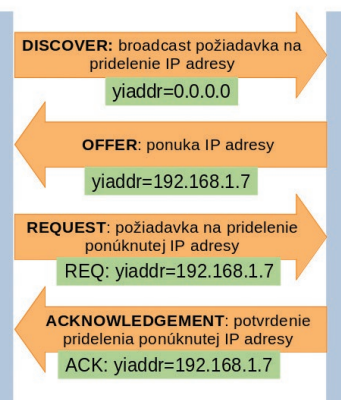 DISCOVER: broadcast požiadavka na
pridelenie IP adresy
yiaddr=0.0.0.0
OFFER: ponuka IP adresy
yiaddr=192.168.1.7
REQUEST: požiadavka na pridelenie
ponúknutej IP adresy
REQ: yiaddr=192.168.1.7
ACKNOWLEDGEMENT: potvrdenie
pridelenia ponúknutej IP adresy
ACK: yiaddr=192.168.1.7